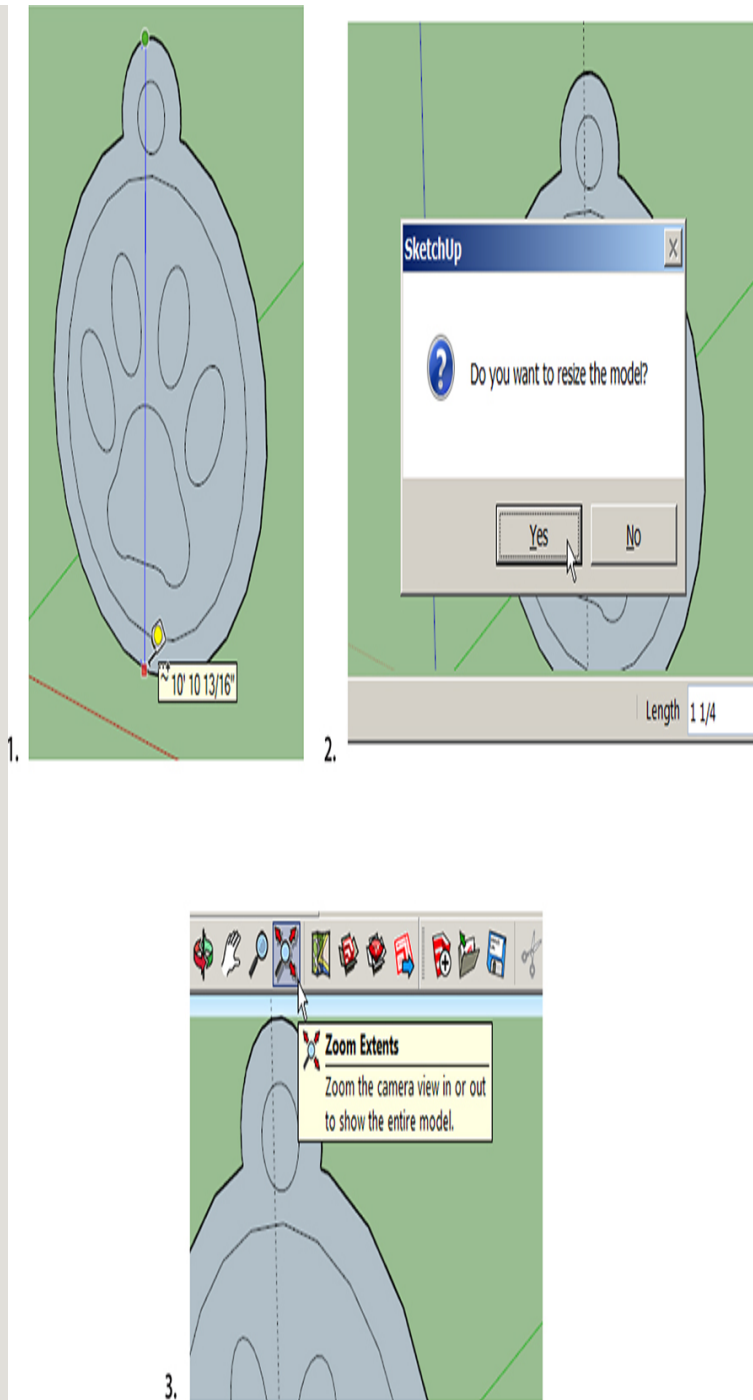 ~ 10' 10 13/16"
1.
SketchUp
Do you want to resize the model?
Yes
No
Length 1 1/4
2.
Zoom Extents
Zoom the camera view in or out
to show the entire model.
3.